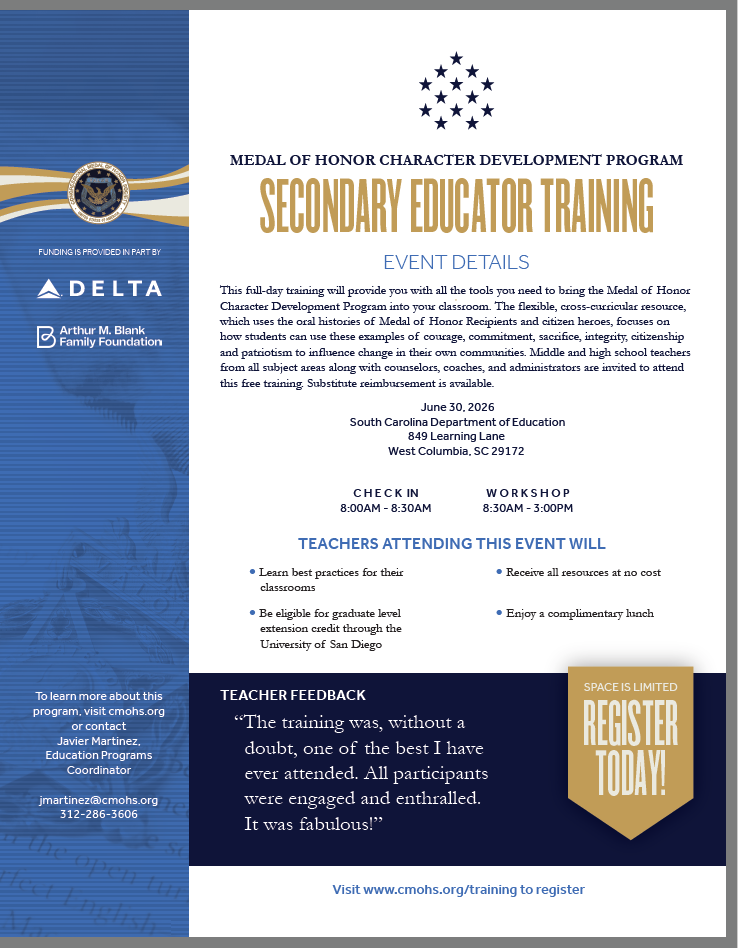 MEDAL OF HONOR CHARACTER DEVELOPMENT PROGRAM
SECONDARY EDUCATOR TRAINING
EVENT DETAILS
This full-day training will provide you with all the tools you need to bring the Medal of Honor
Character Development Program into your classroom. The flexible, cross-curricular resource,
which uses the oral histories of Medal of Honor Recipients and citizen heroes, focuses on
how students can use these examples of courage, commitment, sacrifice, integrity, citizenship
and patriotism to influence change in their own communities. Middle and high school teachers
from all subject areas along with counselors, coaches, and administrators are invited to attend
this free training. Substitute reimbursement is available.
June 30, 2026
South Carolina Department of Education
849 Learning Lane
West Columbia, SC 29172
CHECK IN
8:00AM - 8:30AM
WORKSHOP
8:30AM - 3:00PM
TEACHERS ATTENDING THIS EVENT WILL
• Learn best practices for their
classrooms
• Be eligible for graduate level
extension credit through the
University of San Diego
• Receive all resources at no cost
• Enjoy a complimentary lunch
TEACHER FEEDBACK
“The training was, without a
doubt, one of the best I have
ever attended. All participants
were engaged and enthralled.
It was fabulous!”
SPACE IS LIMITED
REGISTER
TODAY!
Visit www.cmohs.org/training to register
FUNDING IS PROVIDED IN PART BY
DELTA
Arthur M. Blank
Family Foundation
To learn more about this
program, visit cmohs.org
or contact
Javier Martinez,
Education Programs
Coordinator
jmartinez@cmohs.org
312-286-3606